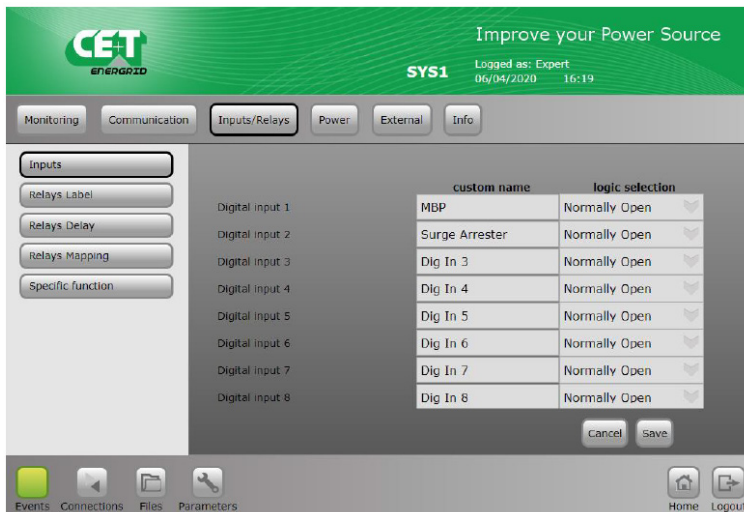 CE+T
ENERGRID
Improve your Power Source
SYS1
Logged as: Expert
06/04/2020 16:19
Monitoring Communication Inputs/Relays Power External Info
Inputs
Relays Label
Relays Delay
Relays Mapping
Specific function
custom name logic selection
Digital input 1 MBP Normally Open
Digital input 2 Surge Arrester Normally Open
Digital input 3 Dig In 3 Normally Open
Digital input 4 Dig In 4 Normally Open
Digital input 5 Dig In 5 Normally Open
Digital input 6 Dig In 6 Normally Open
Digital input 7 Dig In 7 Normally Open
Digital input 8 Dig In 8 Normally Open
Cancel Save
Events Connections Files Parameters Home Logout